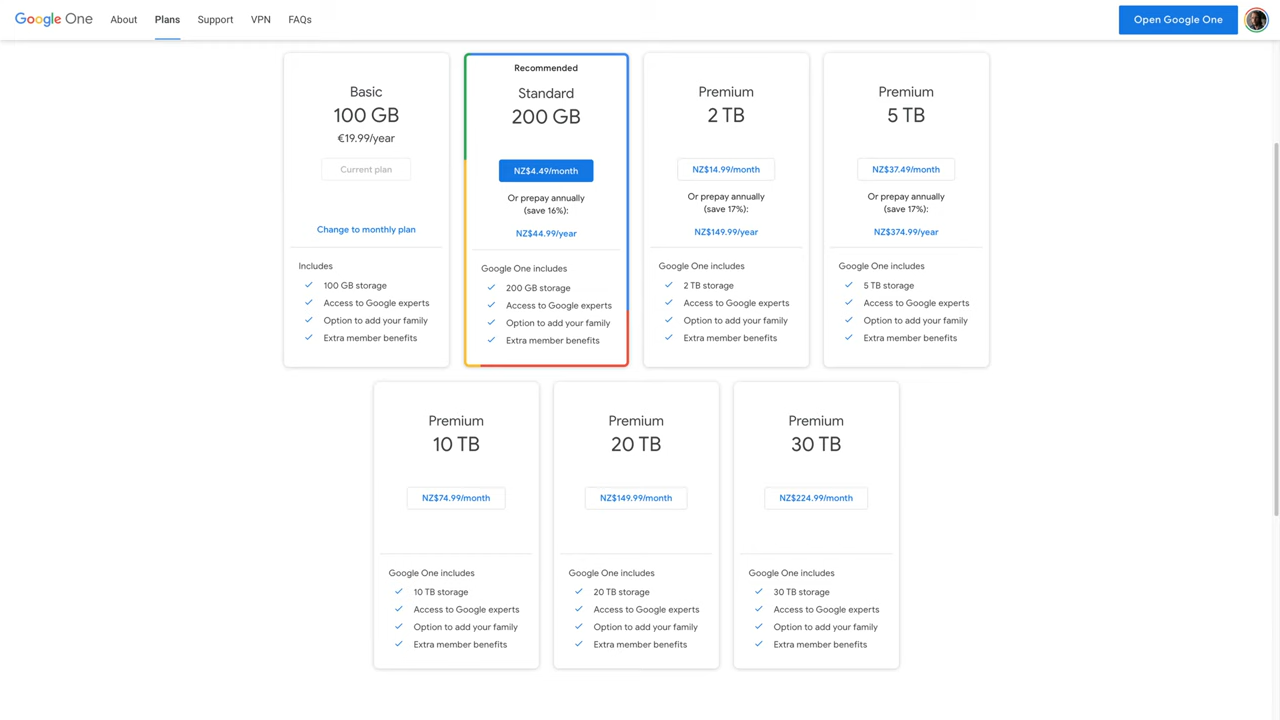 Google One
About
Plans
Support
VPN
FAQs
Open Google One
Basic
100 GB
€19.99/year
Current plan
Change to monthly plan
Includes
100 GB storage
Access to Google experts
Option to add your family
Extra member benefits
Recommended
Standard
200 GB
NZ$4.49/month
Or prepay annually
(save 16%):
NZ$44.99/year
Google One includes
200 GB storage
Access to Google experts
Option to add your family
Extra member benefits
Premium
2 TB
NZ$14.99/month
Or prepay annually
(save 17%):
NZ$149.99/year
Google One includes
2 TB storage
Access to Google experts
Option to add your family
Extra member benefits
Premium
5 TB
NZ$37.49/month
Or prepay annually
(save 17%):
NZ$374.99/year
Google One includes
5 TB storage
Access to Google experts
Option to add your family
Extra member benefits
Premium
10 TB
NZ$74.99/month
Google One includes
10 TB storage
Access to Google experts
Option to add your family
Extra member benefits
Premium
20 TB
NZ$149.99/month
Google One includes
20 TB storage
Access to Google experts
Option to add your family
Extra member benefits
Premium
30 TB
NZ$224.99/month
Google One includes
30 TB storage
Access to Google experts
Option to add your family
Extra member benefits